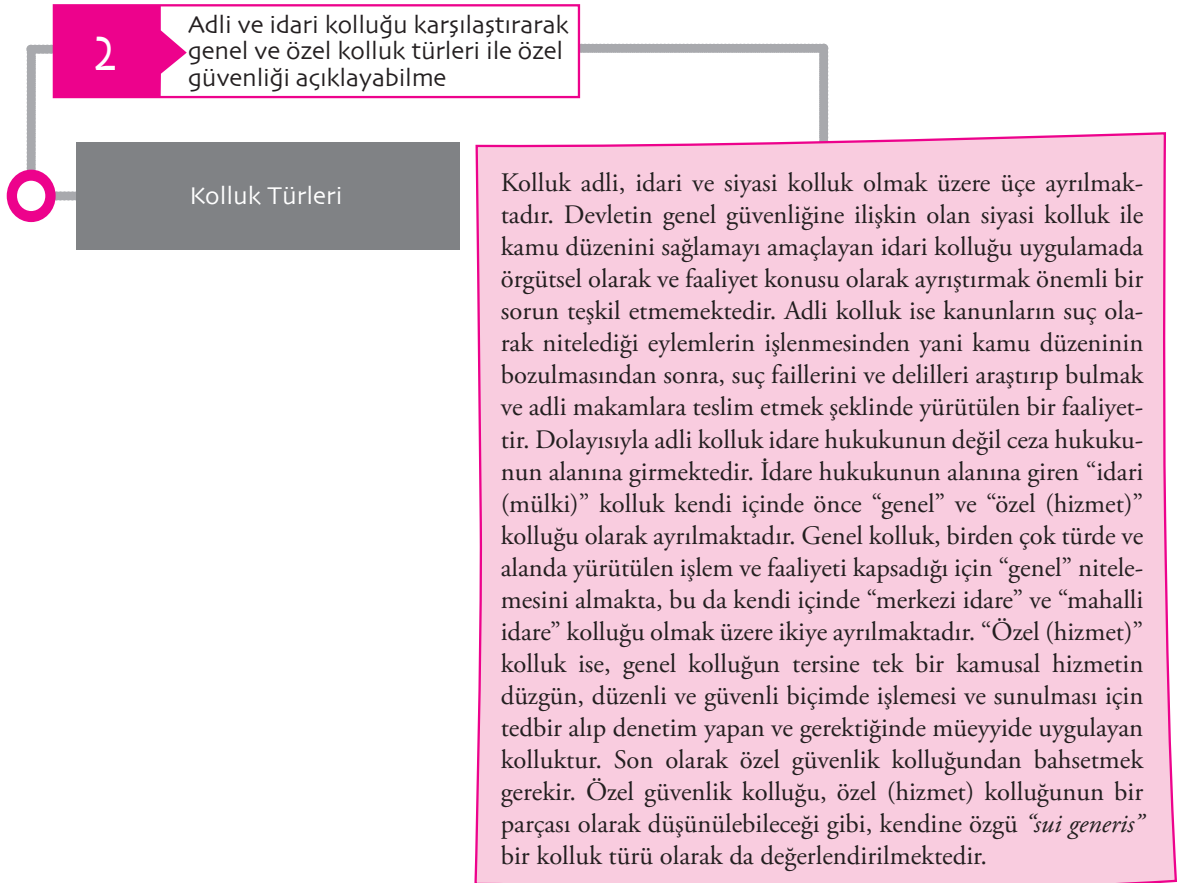 2
Adli ve idari kolluğu karşılaştırarak
genel ve özel kolluk türleri ile özel
güvenliği açıklayabilme
Kolluk Türleri
Kolluk adli, idari ve siyasi kolluk olmak üzere üçe ayrılmak-
tadır. Devletin genel güvenliğine ilişkin olan siyasi kolluk ile
kamu düzenini sağlamayı amaçlayan idari kolluğu uygulamada
örgütsel olarak ve faaliyet konusu olarak ayrıştırmak önemli bir
sorun teşkil etmemektedir. Adli kolluk ise kanunların suç ola-
rak nitelediği eylemlerin işlenmesinden yani kamu düzeninin
bozulmasından sonra, suç faillerini ve delilleri araştırıp bulmak
ve adli makamlara teslim etmek şeklinde yürütülen bir faaliyet-
tir. Dolayısıyla adli kolluk idare hukukunun değil ceza hukuku-
nun alanına girmektedir. İdare hukukunun alanına giren “idari
(mülki)” kolluk kendi içinde önce “genel” ve “özel (hizmet)”
kolluğu olarak ayrılmaktadır. Genel kolluk, birden çok türde ve
alanda yürütülen işlem ve faaliyeti kapsadığı için “genel” nitele-
mesini almakta, bu da kendi içinde “merkezi idare” ve “mahalli
idare” kolluğu olmak üzere ikiye ayrılmaktadır. “Özel (hizmet)”
kolluk ise, genel kolluğun tersine tek bir kamusal hizmetin
düzgün, düzenli ve güvenli biçimde işlemesi ve sunulması için
tedbir alıp denetim yapan ve gerektiğinde müeyyide uygulayan
kolluktur. Son olarak özel güvenlik kolluğundan bahsetmek
gerekir. Özel güvenlik kolluğu, özel (hizmet) kolluğunun bir
parçası olarak düşünülebileceği gibi, kendine özgü “sui generis”
bir kolluk türü olarak da değerlendirilmektedir.